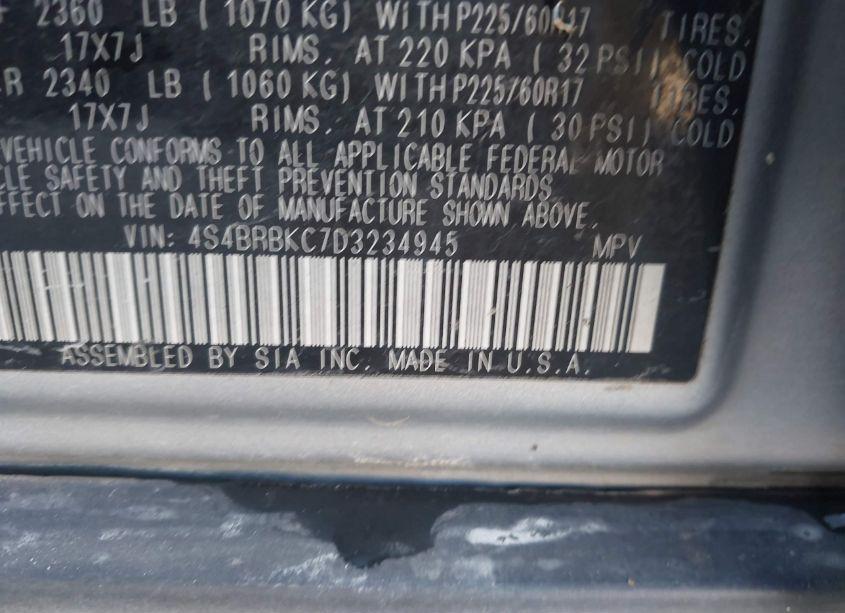 2360 LB ( 1070 KG) WITH P225/60R17 TIRES,
17X7J RIMS. AT 220 KPA ( 32 PSI) COLD
R 2340 LB ( 1060 KG) WITH P225/60R17 TIRES,
17X7J RIMS. AT 210 KPA ( 30 PSI) COLD
VEHICLE CONFORMS TO ALL APPLICABLE FEDERAL MOTOR
CLE SAFETY AND THEFT PREVENTION STANDARDS
EFFECT ON THE DATE OF MANUFACTURE SHOWN ABOVE.
VIN: 4S4BRBKC7D3234945 MPV
ASSEMBLED BY SIA INC. MADE IN U.S.A.